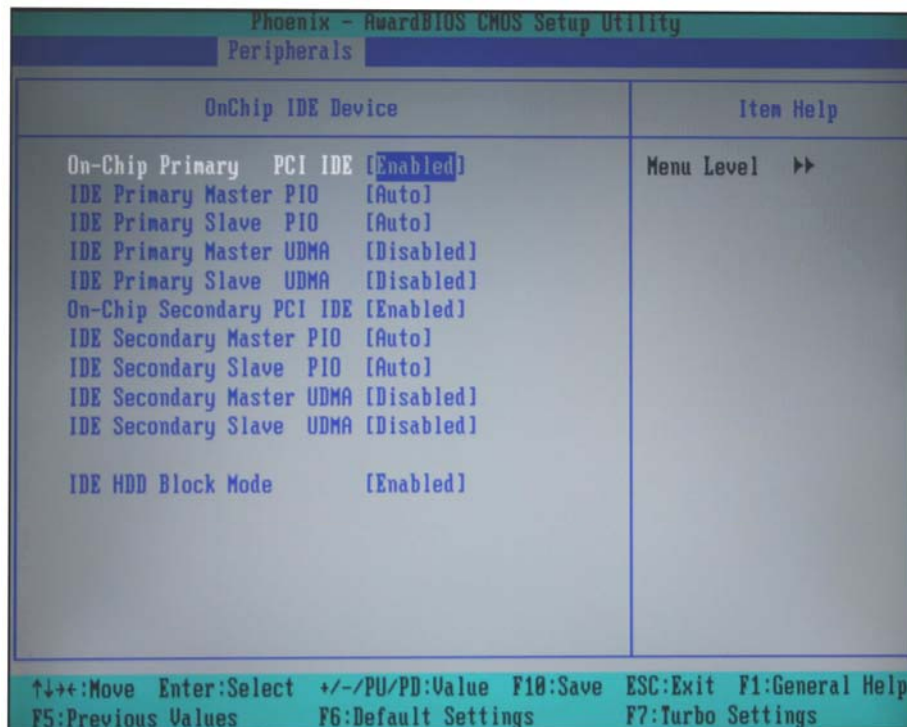 Phoenix - AwardBIOS CMOS Setup Utility
Peripherals
OnChip IDE Device
Item Help
On-Chip Primary PCI IDE [Enabled]
Menu Level ▶▶
IDE Primary Master PIO [Auto]
IDE Primary Slave PIO [Auto]
IDE Primary Master UDMA [Disabled]
IDE Primary Slave UDMA [Disabled]
On-Chip Secondary PCI IDE [Enabled]
IDE Secondary Master PIO [Auto]
IDE Secondary Slave PIO [Auto]
IDE Secondary Master UDMA [Disabled]
IDE Secondary Slave UDMA [Disabled]
IDE HDD Block Mode [Enabled]
↑↓→←:Move Enter:Select +/-/PU/PD:Value F10:Save ESC:Exit F1:General Help
F5:Previous Values F6:Default Settings F7:Turbo Settings